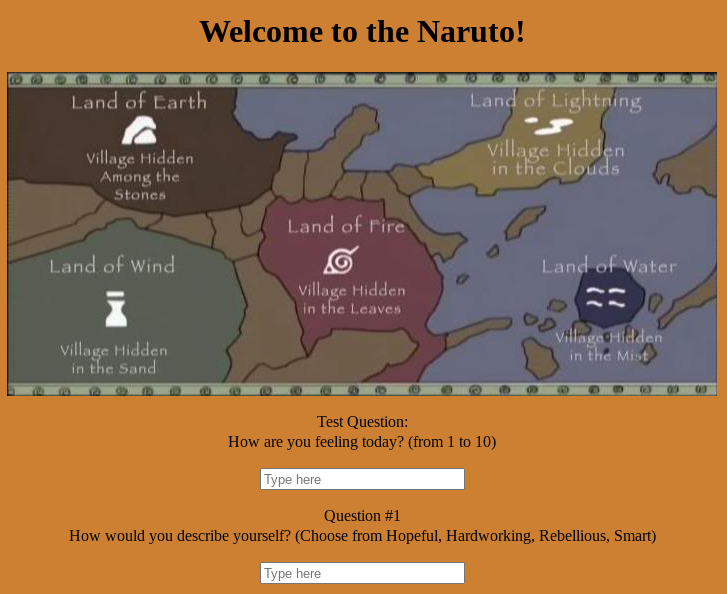 Welcome to the Naruto!
Land of Earth
Village Hidden
Among the
Stones
Land of Lightning
Village Hidden
in the Clouds
Land of Fire
Village Hidden
in the Leaves
Land of Wind
Village Hidden
in the Sand
Land of Water
Village Hidden
in the Mist
Test Question:
How are you feeling today? (from 1 to 10)
Type here
Question #1
How would you describe yourself? (Choose from Hopeful, Hardworking, Rebellious, Smart)
Type here